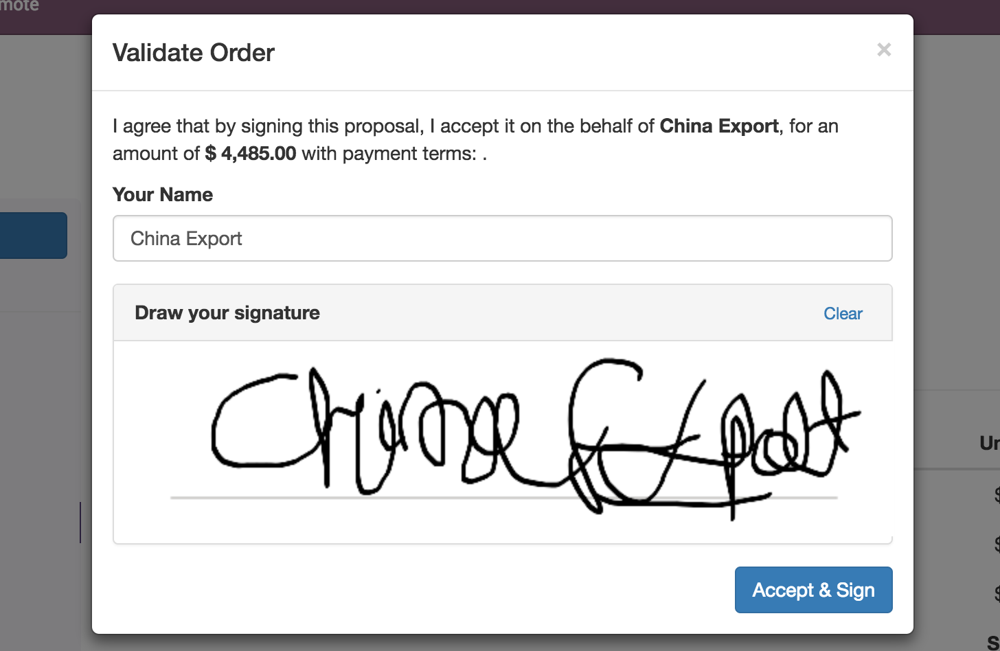 mote
Validate Order
×
I agree that by signing this proposal, I accept it on the behalf of China Export, for an
amount of $ 4,485.00 with payment terms: .
Your Name
China Export
Draw your signature
Clear
China Export
Ur
$
$
$
Accept & Sign